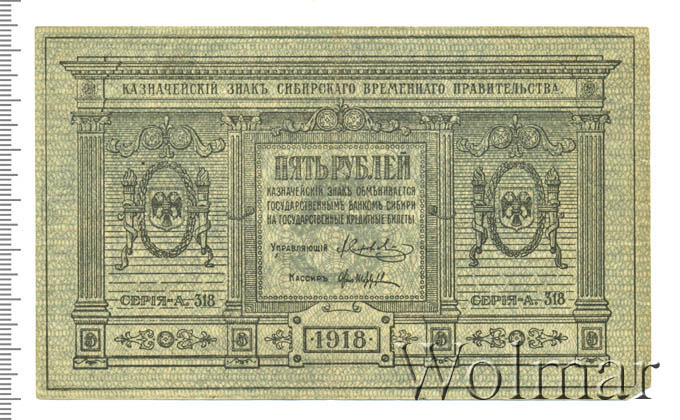 КАЗНАЧЕЙСКІЙ ЗНАКЪ СИБИРСКАГО ВРЕМЕННАГО ПРАВИТЕЛЬСТВА.
ПЯТЬ РУБЛЕЙ
КАЗНАЧЕЙСКІЙ ЗНАКЪ ОБМѢНИВАЕТСЯ
ГОСУДАРСТВЕННЫМЪ БАНКОМЪ СИБИРИ
НА ГОСУДАРСТВЕННЫЕ КРЕДИТНЫЕ БИЛЕТЫ
УПРАВЛЯЮЩІЙ
КАССИРЪ
СЕРІЯ-А. 318
СЕРІЯ-А. 318
5
5
·1918·
5
5
Wolmar